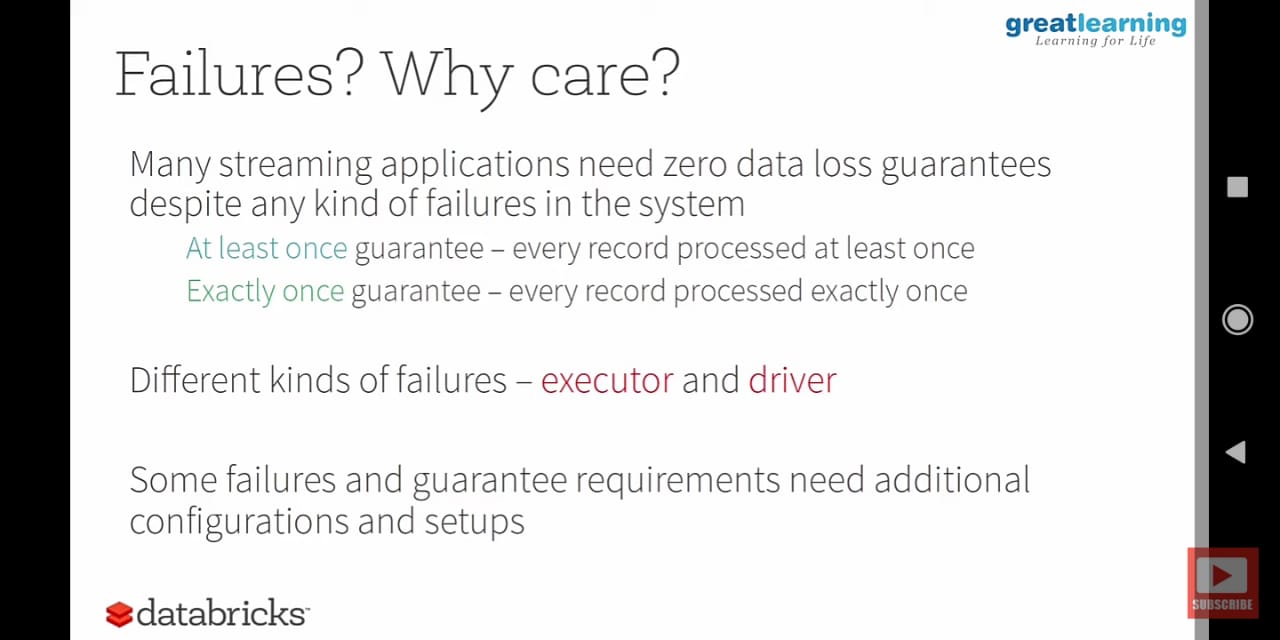 greatlearning
Learning for Life
Failures? Why care?
Many streaming applications need zero data loss guarantees
despite any kind of failures in the system
At least once guarantee – every record processed at least once
Exactly once guarantee – every record processed exactly once
Different kinds of failures – executor and driver
Some failures and guarantee requirements need additional
configurations and setups
databricks™
SUBSCRIBE